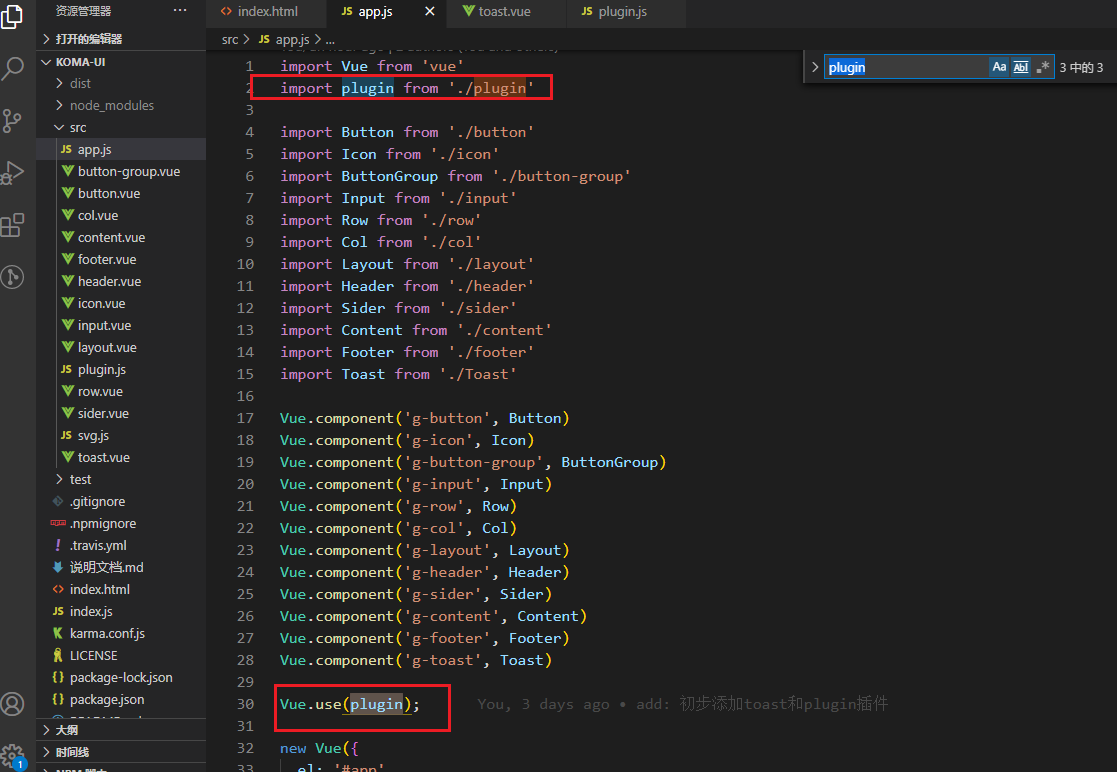 资源管理器 ···
打开的编辑器
KOMA-UI
dist
node_modules
src
app.js
button-group.vue
button.vue
col.vue
content.vue
footer.vue
header.vue
icon.vue
input.vue
layout.vue
plugin.js
row.vue
sider.vue
svg.js
toast.vue
test
.gitignore
.npmignore
.travis.yml
说明文档.md
index.html
index.js
karma.conf.js
LICENSE
package-lock.json
package.json
大纲
时间线
1
index.html
JS app.js ×
toast.vue
JS plugin.js
src > JS app.js > ...
plugin Aa Abl .* 3 中的 3
1 import Vue from 'vue'
2 import plugin from './plugin'
3
4 import Button from './button'
5 import Icon from './icon'
6 import ButtonGroup from './button-group'
7 import Input from './input'
8 import Row from './row'
9 import Col from './col'
10 import Layout from './layout'
11 import Header from './header'
12 import Sider from './sider'
13 import Content from './content'
14 import Footer from './footer'
15 import Toast from './Toast'
16
17 Vue.component('g-button', Button)
18 Vue.component('g-icon', Icon)
19 Vue.component('g-button-group', ButtonGroup)
20 Vue.component('g-input', Input)
21 Vue.component('g-row', Row)
22 Vue.component('g-col', Col)
23 Vue.component('g-layout', Layout)
24 Vue.component('g-header', Header)
25 Vue.component('g-sider', Sider)
26 Vue.component('g-content', Content)
27 Vue.component('g-footer', Footer)
28 Vue.component('g-toast', Toast)
29
30 Vue.use(plugin); You, 3 days ago • add: 初步添加toast和plugin插件
31
32 new Vue({
33 el: '#app'